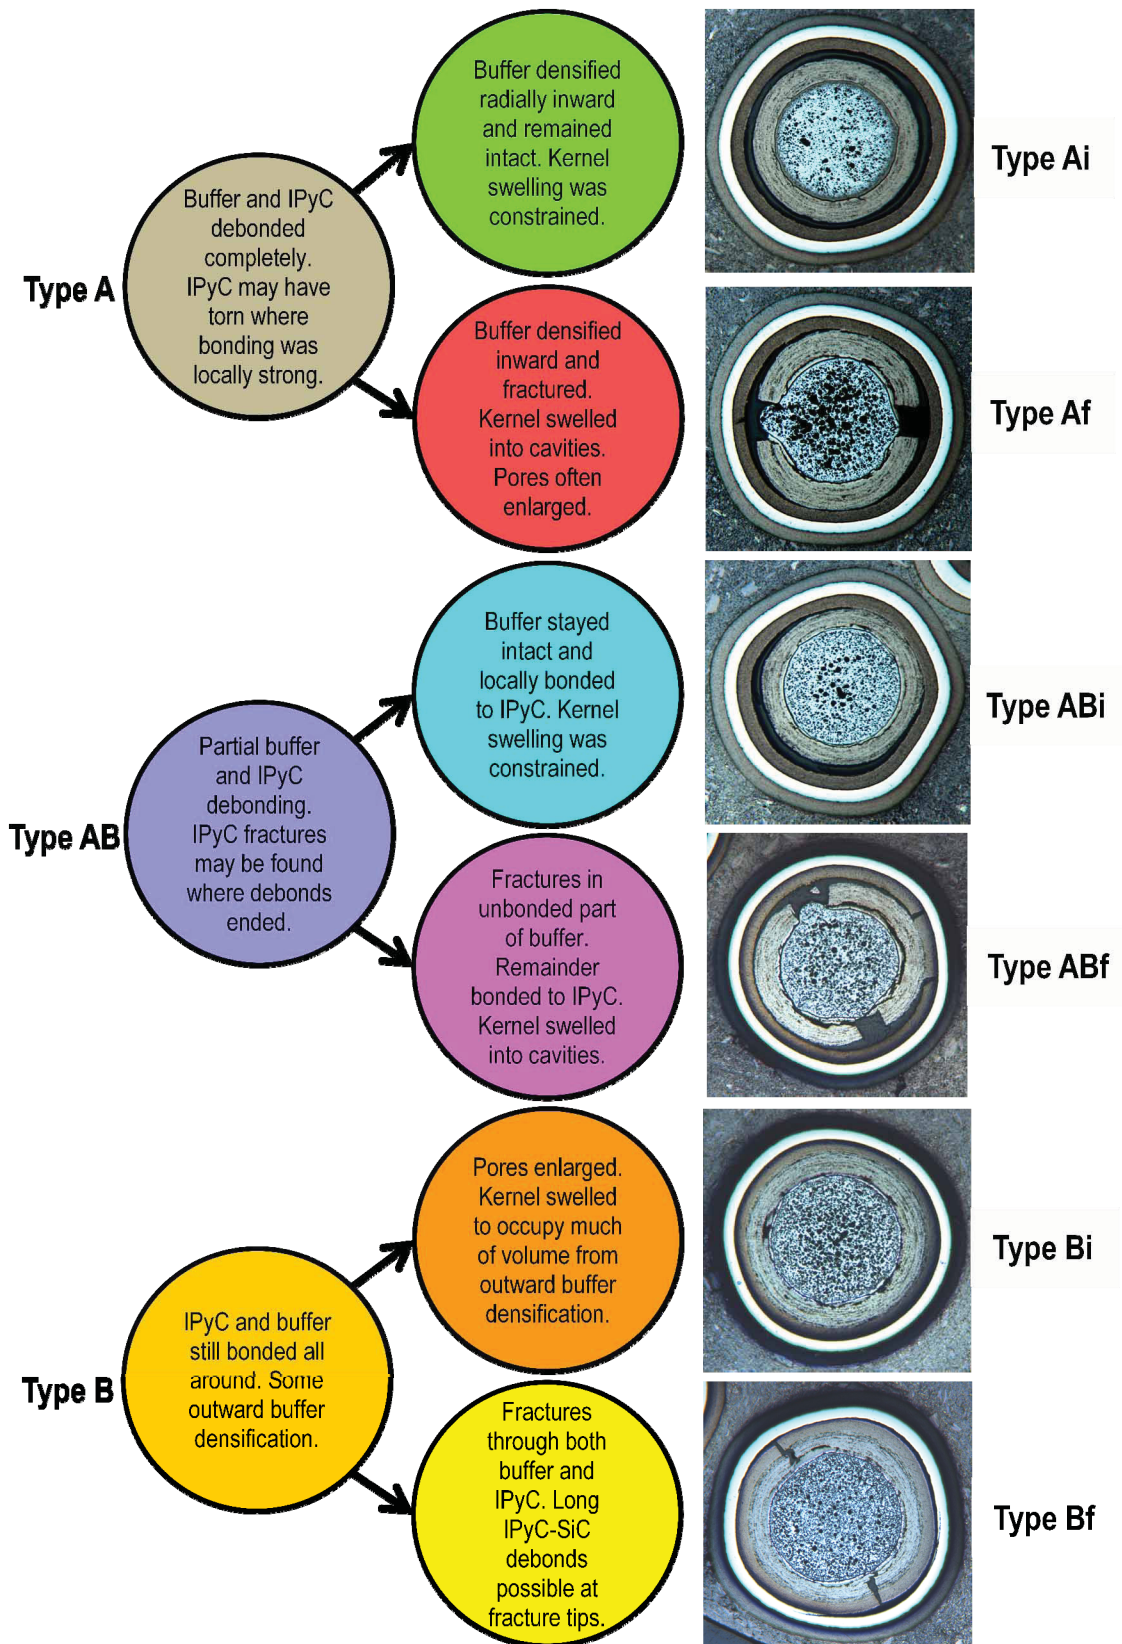 Type A
Buffer and IPyC
debonded
completely.
IPyC may have
torn where
bonding was
locally strong.
Buffer densified
radially inward
and remained
intact. Kernel
swelling was
constrained.
Type Ai
Buffer densified
inward and
fractured.
Kernel swelled
into cavities.
Pores often
enlarged.
Type Af
Type AB
Partial buffer
and IPyC
debonding.
IPyC fractures
may be found
where debonds
ended.
Buffer stayed
intact and
locally bonded
to IPyC. Kernel
swelling was
constrained.
Type ABi
Fractures in
unbonded part
of buffer.
Remainder
bonded to IPyC.
Kernel swelled
into cavities.
Type ABf
Type B
IPyC and buffer
still bonded all
around. Some
outward buffer
densification.
Pores enlarged.
Kernel swelled
to occupy much
of volume from
outward buffer
densification.
Type Bi
Fractures
through both
buffer and
IPyC. Long
IPyC-SiC
debonds
possible at
fracture tips.
Type Bf